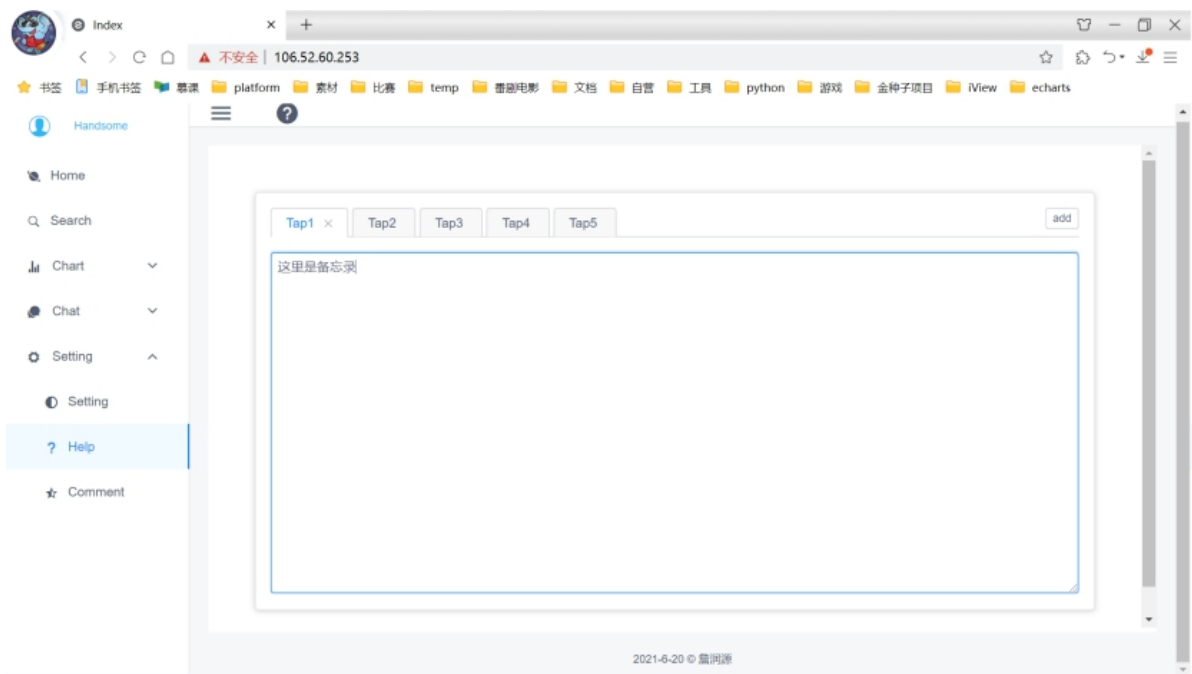 Index
不安全 106.52.60.253
书签 手机书签 慕课 platform 素材 比赛 temp 番剧电影 文档 自营 工具 python 游戏 金种子项目 iView echarts
Handsome
Home
Search
Chart
Chat
Setting
Setting
Help
Comment
Tap1 Tap2 Tap3 Tap4 Tap5 add
这里是备忘录
2021-6-20 © 詹润源